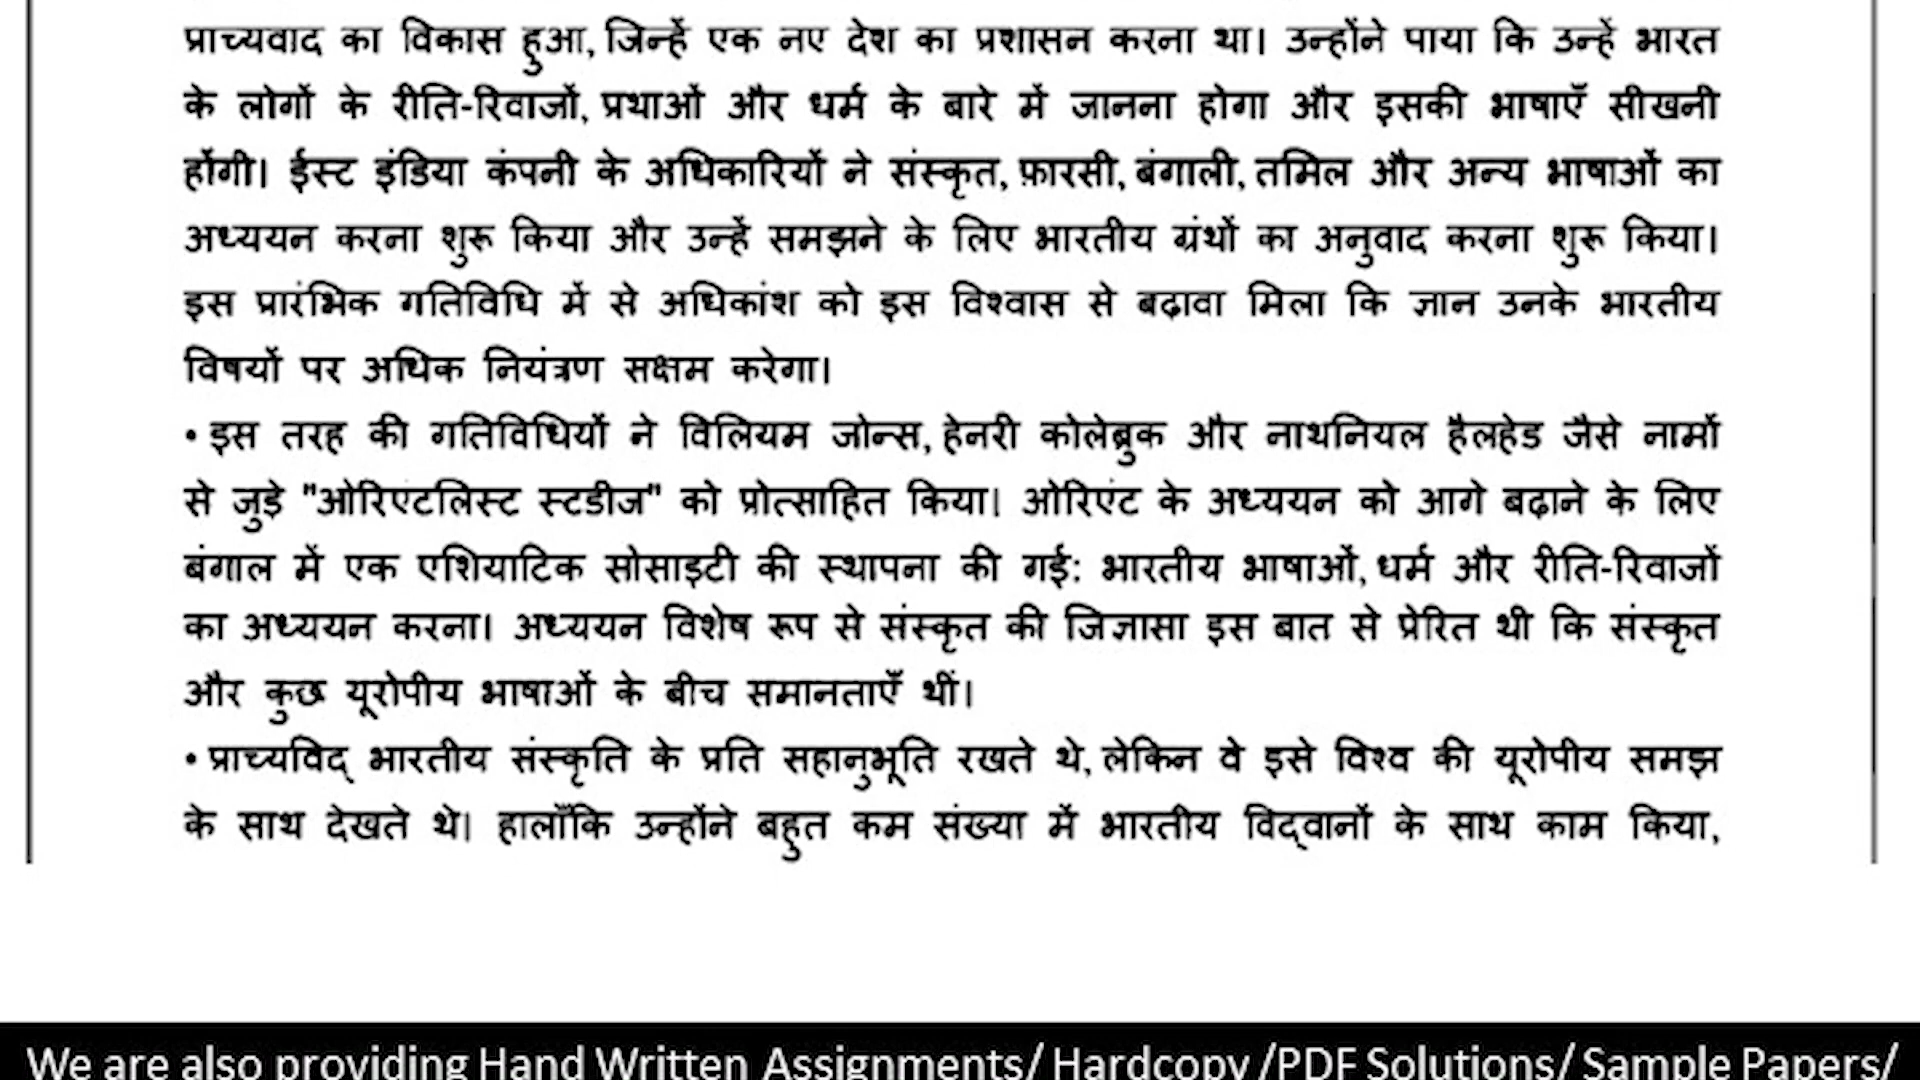 प्राच्यवाद का विकास हुआ, जिन्हें एक नए देश का प्रशासन करना था। उन्होंने पाया कि उन्हें भारत
के लोगों के रीति-रिवाजों, प्रथाओं और धर्म के बारे में जानना होगा और इसकी भाषाएँ सीखनी
होंगी। ईस्ट इंडिया कंपनी के अधिकारियों ने संस्कृत, फ़ारसी, बंगाली, तमिल और अन्य भाषाओं का
अध्ययन करना शुरू किया और उन्हें समझने के लिए भारतीय ग्रंथों का अनुवाद करना शुरू किया।
इस प्रारंभिक गतिविधि में से अधिकांश को इस विश्वास से बढ़ावा मिला कि ज्ञान उनके भारतीय
विषयों पर अधिक नियंत्रण सक्षम करेगा।
• इस तरह की गतिविधियों ने विलियम जोन्स, हेनरी कोलेब्रुक और नाथनियल हैलहेड जैसे नामों
से जुड़े "ओरिएंटलिस्ट स्टडीज" को प्रोत्साहित किया। ओरिएंट के अध्ययन को आगे बढ़ाने के लिए
बंगाल में एक एशियाटिक सोसाइटी की स्थापना की गई: भारतीय भाषाओं, धर्म और रीति-रिवाजों
का अध्ययन करना। अध्ययन विशेष रूप से संस्कृत की जिज्ञासा इस बात से प्रेरित थी कि संस्कृत
और कुछ यूरोपीय भाषाओं के बीच समानताएँ थीं।
• प्राच्यविद् भारतीय संस्कृति के प्रति सहानुभूति रखते थे, लेकिन वे इसे विश्व की यूरोपीय समझ
के साथ देखते थे। हालाँकि उन्होंने बहुत कम संख्या में भारतीय विद्वानों के साथ काम किया,
We are also providing Hand Written Assignments/ Hardcopy /PDF Solutions/ Sample Papers/